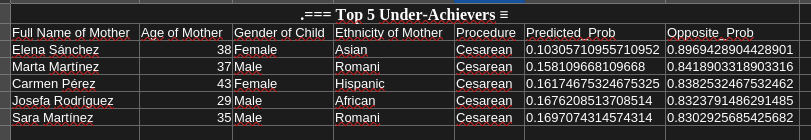 .=== Top 5 Under-Achievers ≡
Full Name of Mother Age of Mother Gender of Child Ethnicity of Mother Procedure Predicted_Prob Opposite_Prob
Elena Sánchez 38 Female Asian Cesarean 0.10305710955710952 0.8969428904428901
Marta Martínez 37 Male Romani Cesarean 0.158109668109668 0.8418903318903316
Carmen Pérez 43 Female Hispanic Cesarean 0.16174675324675325 0.8382532467532462
Josefa Rodríguez 29 Male African Cesarean 0.1676208513708514 0.8323791486291485
Sara Martínez 35 Male Romani Cesarean 0.1697074314574314 0.8302925685425682